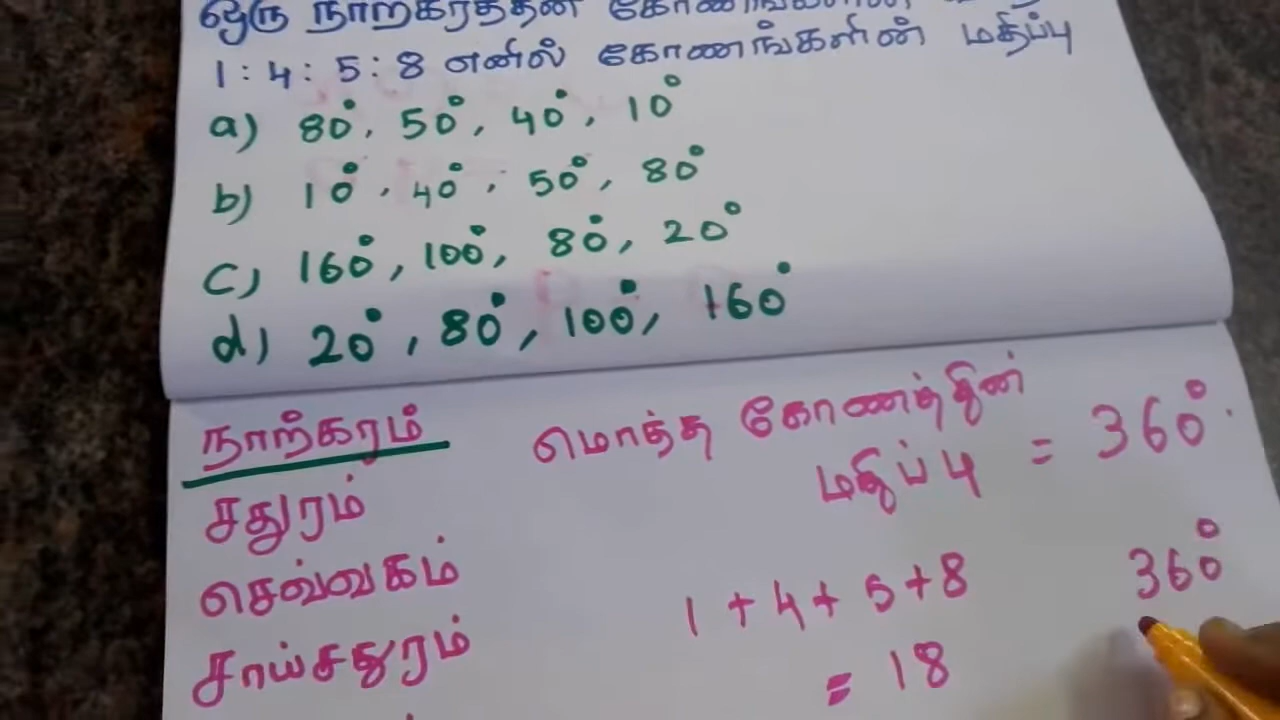 ஒரு நாற்கரத்தின் கோணங்களின்
1 : 4 : 5 : 8 எனில் கோணங்களின் மதிப்பு
a) 80°, 50°, 40°, 10°
b) 10°, 40°, 50°, 80°
c) 160°, 100°, 80°, 20°
d) 20°, 80°, 100°, 160°
நாற்கரம் மொத்த கோணத்தின்
மதிப்பு = 360°.
சதுரம்
செவ்வகம் 1 + 4 + 5 + 8 360°
சாய்சதுரம் = 18